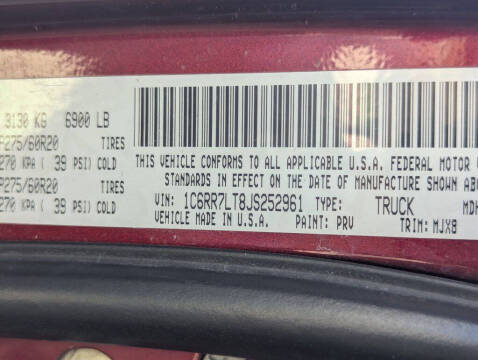 3130 KG 6900 LB
P275/60R20 TIRES
270 KPA ( 39 PSI) COLD
P275/60R20 TIRES
270 KPA ( 39 PSI) COLD
THIS VEHICLE CONFORMS TO ALL APPLICABLE U.S.A. FEDERAL MOTOR
STANDARDS IN EFFECT ON THE DATE OF MANUFACTURE SHOWN ABO
VIN: 1C6RR7LT8JS252961 TYPE: TRUCK MDH
VEHICLE MADE IN U.S.A. PAINT: PRV TRIM: MJX8